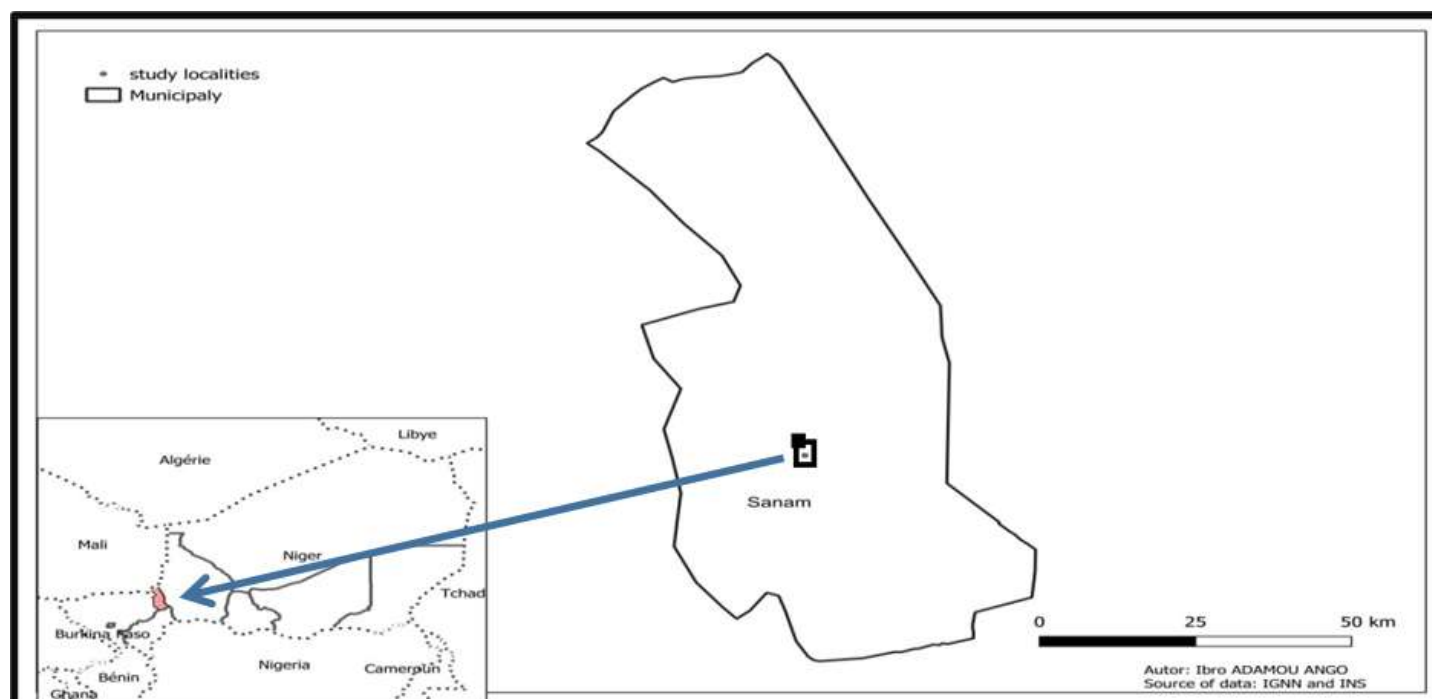 study localities
Municipaly
Sanam
Libye
Algérie
Mali
Niger
Tchad
Burkina Faso
Nigeria
Cameroun
Bénin
Ghana
0 25 50 km
Autor: Ibro ADAMOU ANGO
Source of data: IGNN and INS